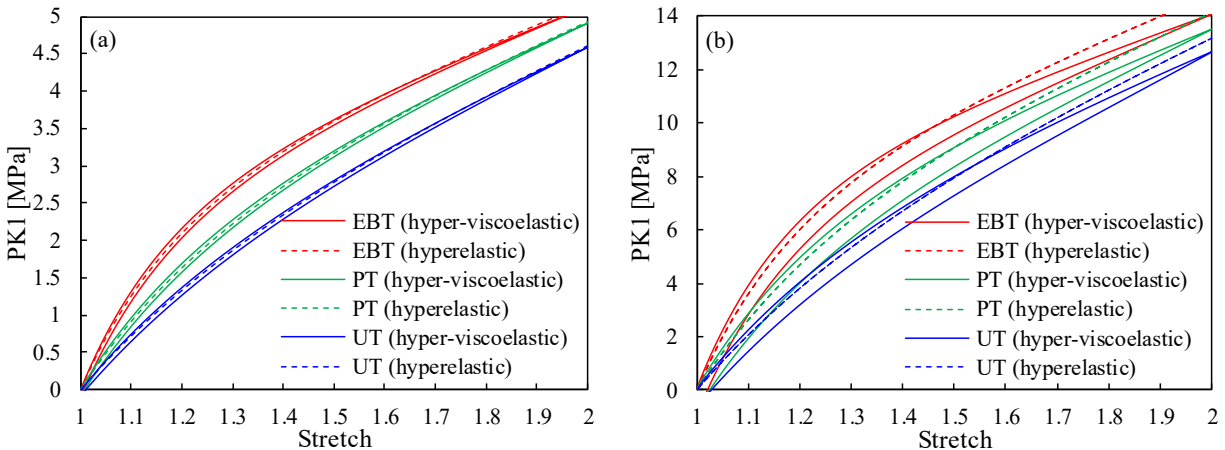 (a)
PK1 [MPa]
5
4.5
4
3.5
3
2.5
2
1.5
1
0.5
0
EBT (hyper-viscoelastic)
EBT (hyperelastic)
PT (hyper-viscoelastic)
PT (hyperelastic)
UT (hyper-viscoelastic)
UT (hyperelastic)
1 1.1 1.2 1.3 1.4 1.5 1.6 1.7 1.8 1.9 2
Stretch
(b)
PK1 [MPa]
14
12
10
8
6
4
2
0
EBT (hyper-viscoelastic)
EBT (hyperelastic)
PT (hyper-viscoelastic)
PT (hyperelastic)
UT (hyper-viscoelastic)
UT (hyperelastic)
1 1.1 1.2 1.3 1.4 1.5 1.6 1.7 1.8 1.9 2
Stretch